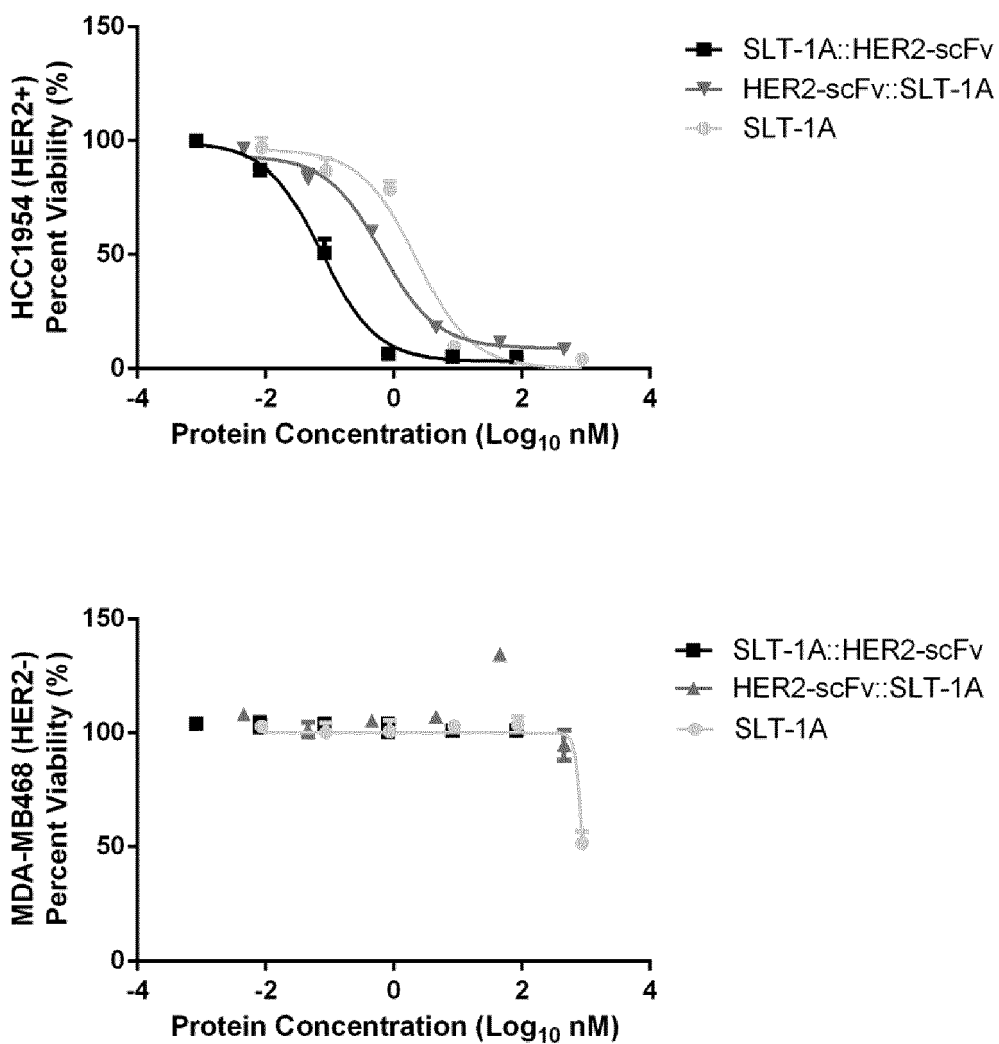 150
100
50
0
-4 -2 0 2 4
HCC1954 (HER2+)
Percent Viability (%)
Protein Concentration (Log₁₀ nM)
SLT-1A::HER2-scFv
HER2-scFv::SLT-1A
SLT-1A
150
100
50
0
-4 -2 0 2 4
MDA-MB468 (HER2-)
Percent Viability (%)
Protein Concentration (Log₁₀ nM)
SLT-1A::HER2-scFv
HER2-scFv::SLT-1A
SLT-1A